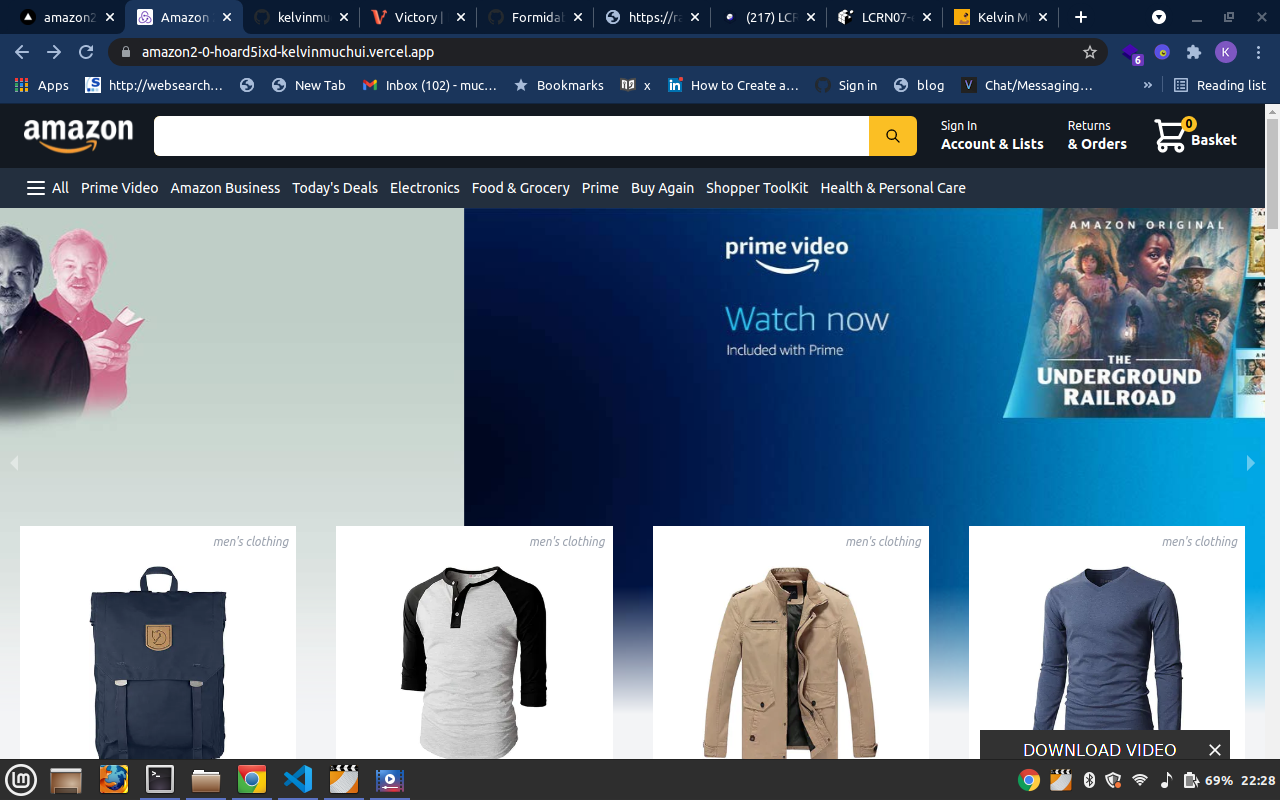 amazon2
Amazon
kelvinmu
Victory |
Formidab
https://ra
(217) LCR
LCRN07-
Kelvin M
amazon2-0-hoard5ixd-kelvinmuchui.vercel.app
K
6
Apps
http://websearch…
New Tab
Inbox (102) - muc…
Bookmarks
x
How to Create a…
Sign in
blog
Chat/Messaging…
»
Reading list
amazon
Sign In
Account & Lists
Returns
& Orders
0
Basket
All Prime Video Amazon Business Today's Deals Electronics Food & Grocery Prime Buy Again Shopper ToolKit Health & Personal Care
prime video
Watch now
Included with Prime
AMAZON ORIGINAL
THE
UNDERGROUND
RAILROAD
men's clothing
men's clothing
men's clothing
men's clothing
DOWNLOAD VIDEO
69% 22:28